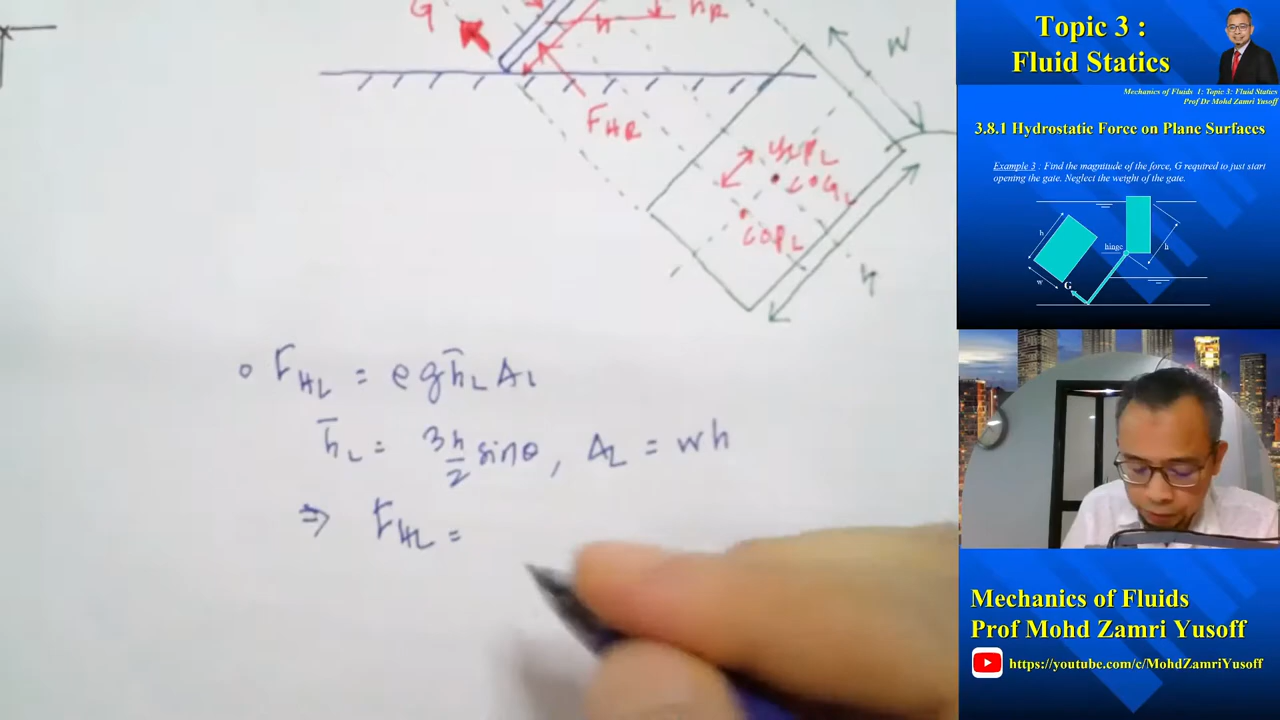 G
h
hR
W
FHR
yCPL
COGL
COPL
h
∘ FHL = ρg h̄L AL
h̄L = 3h/2 sinθ, AL = wh
⇒ FHL =
Topic 3 :
Fluid Statics
Mechanics of Fluids 1: Topic 3: Fluid Statics
Prof Dr Mohd Zamri Yusoff
3.8.1 Hydrostatic Force on Plane Surfaces
Example 3 : Find the magnitude of the force, G required to just start
opening the gate. Neglect the weight of the gate.
h
hinge
h
w
G
Mechanics of Fluids
Prof Mohd Zamri Yusoff
https://youtube.com/c/MohdZamriYusoff